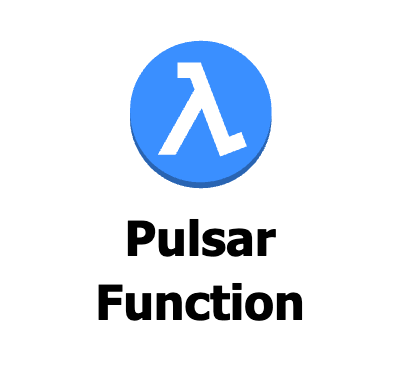 λ
Pulsar
Function